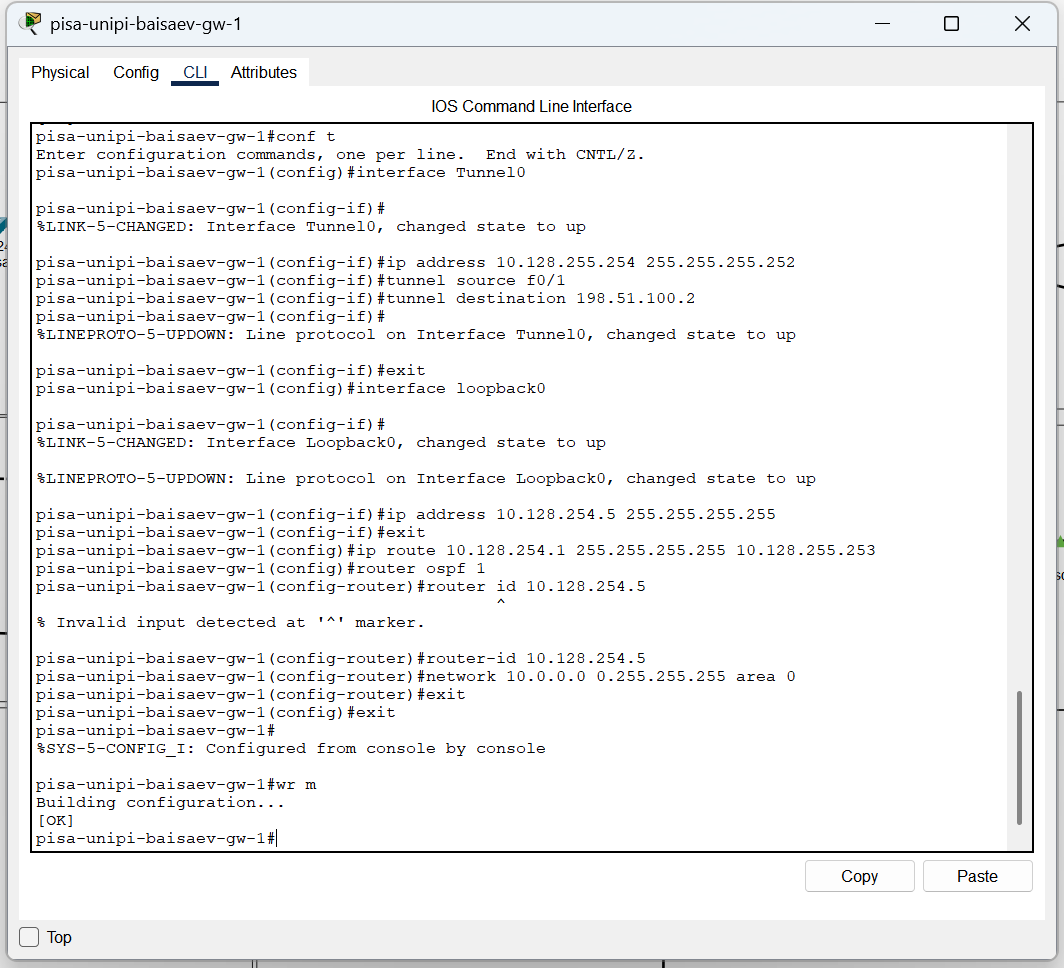 pisa-unipi-baisaev-gw-1
Physical Config CLI Attributes
IOS Command Line Interface
pisa-unipi-baisaev-gw-1#conf t
Enter configuration commands, one per line.  End with CNTL/Z.
pisa-unipi-baisaev-gw-1(config)#interface Tunnel0
pisa-unipi-baisaev-gw-1(config-if)#
%LINK-5-CHANGED: Interface Tunnel0, changed state to up
pisa-unipi-baisaev-gw-1(config-if)#ip address 10.128.255.254 255.255.255.252
pisa-unipi-baisaev-gw-1(config-if)#tunnel source f0/1
pisa-unipi-baisaev-gw-1(config-if)#tunnel destination 198.51.100.2
pisa-unipi-baisaev-gw-1(config-if)#
%LINEPROTO-5-UPDOWN: Line protocol on Interface Tunnel0, changed state to up
pisa-unipi-baisaev-gw-1(config-if)#exit
pisa-unipi-baisaev-gw-1(config)#interface loopback0
pisa-unipi-baisaev-gw-1(config-if)#
%LINK-5-CHANGED: Interface Loopback0, changed state to up
%LINEPROTO-5-UPDOWN: Line protocol on Interface Loopback0, changed state to up
pisa-unipi-baisaev-gw-1(config-if)#ip address 10.128.254.5 255.255.255.255
pisa-unipi-baisaev-gw-1(config-if)#exit
pisa-unipi-baisaev-gw-1(config)#ip route 10.128.254.1 255.255.255.255 10.128.255.253
pisa-unipi-baisaev-gw-1(config)#router ospf 1
pisa-unipi-baisaev-gw-1(config-router)#router id 10.128.254.5
^
% Invalid input detected at '^' marker.
pisa-unipi-baisaev-gw-1(config-router)#router-id 10.128.254.5
pisa-unipi-baisaev-gw-1(config-router)#network 10.0.0.0 0.255.255.255 area 0
pisa-unipi-baisaev-gw-1(config-router)#exit
pisa-unipi-baisaev-gw-1(config)#exit
pisa-unipi-baisaev-gw-1#
%SYS-5-CONFIG_I: Configured from console by console
pisa-unipi-baisaev-gw-1#wr m
Building configuration...
[OK]
pisa-unipi-baisaev-gw-1#
Copy Paste
Top